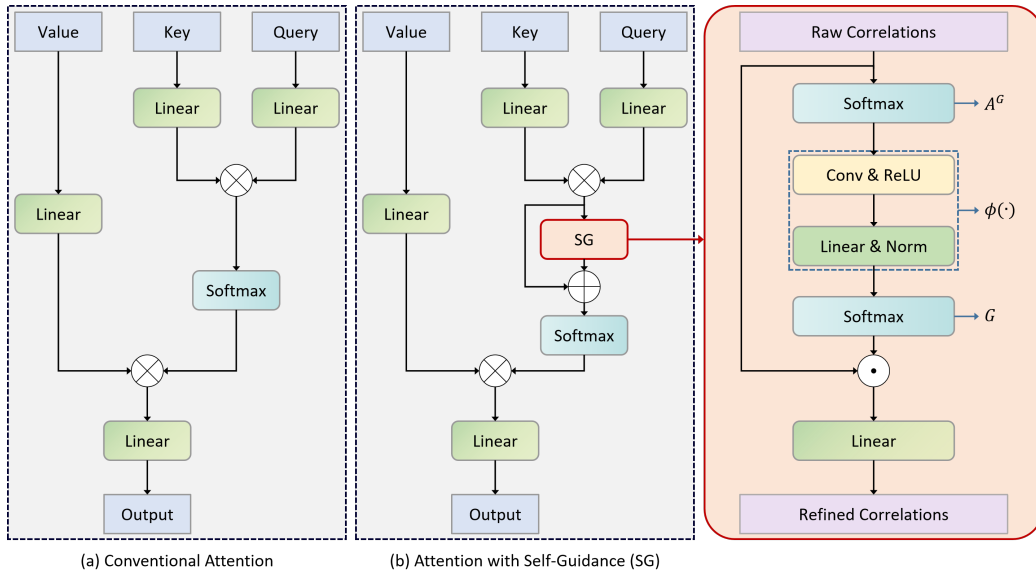 Value
Key
Query
Linear
Linear
Linear
Softmax
Linear
Output
(a) Conventional Attention
Value
Key
Query
Linear
Linear
Linear
SG
Softmax
Linear
Output
(b) Attention with Self-Guidance (SG)
Raw Correlations
Softmax
A^G
Conv & ReLU
ϕ(·)
Linear & Norm
Softmax
G
Linear
Refined Correlations